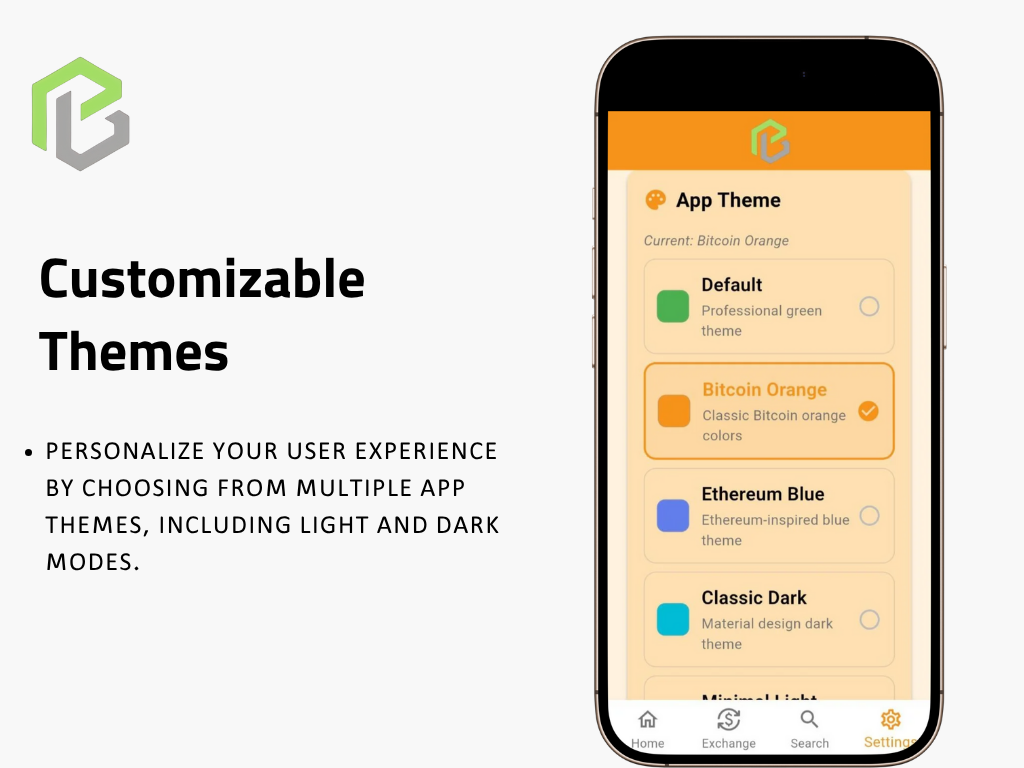 Customizable
Themes
• PERSONALIZE YOUR USER EXPERIENCE
BY CHOOSING FROM MULTIPLE APP
THEMES, INCLUDING LIGHT AND DARK
MODES.
App Theme
Current: Bitcoin Orange
Default
Professional green
theme
Bitcoin Orange
Classic Bitcoin orange
colors
Ethereum Blue
Ethereum-inspired blue
theme
Classic Dark
Material design dark
theme
Minimal Light
Home
Exchange
Search
Settings